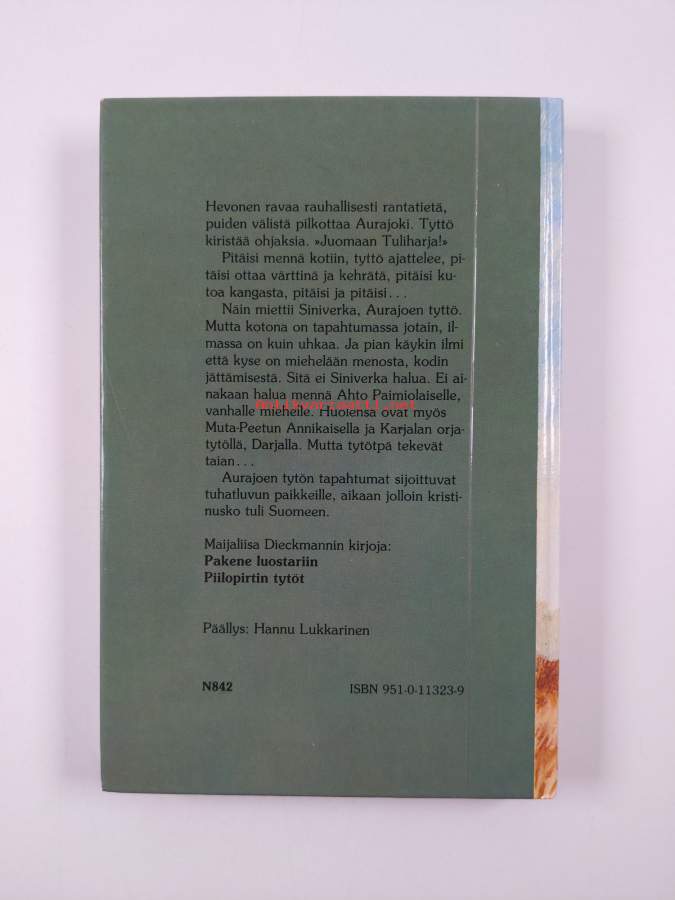 Hevonen ravaa rauhallisesti rantatietä,
puiden välistä pilkottaa Aurajoki. Tyttö
kiristää ohjaksia. »Juomaan Tuliharja!»
Pitäisi mennä kotiin, tyttö ajattelee, pi-
täisi ottaa värttinä ja kehrätä, pitäisi ku-
toa kangasta, pitäisi ja pitäisi...
Näin miettii Siniverka, Aurajoen tyttö.
Mutta kotona on tapahtumassa jotain, il-
massa on kuin uhkaa. Ja pian käykin ilmi
että kyse on miehelään menosta, kodin
jättämisestä. Sitä ei Siniverka halua. Ei ai-
nakaan halua mennä Ahto Paimiolaiselle,
antikvariaatti.net
vanhalle miehelle. Huolensa ovat myös
Muta-Peetun Annikaisella ja Karjalan orja-
tytöllä, Darjalla. Mutta tytötpä tekevät
taian...
Aurajoen tytön tapahtumat sijoittuvat
tuhatluvun paikkeille, aikaan jolloin kristi-
nusko tuli Suomeen.
Maijaliisa Dieckmannin kirjoja:
Pakene luostariin
Piilopirtin tytöt
Päällys: Hannu Lukkarinen
N842 ISBN 951-0-11323-9